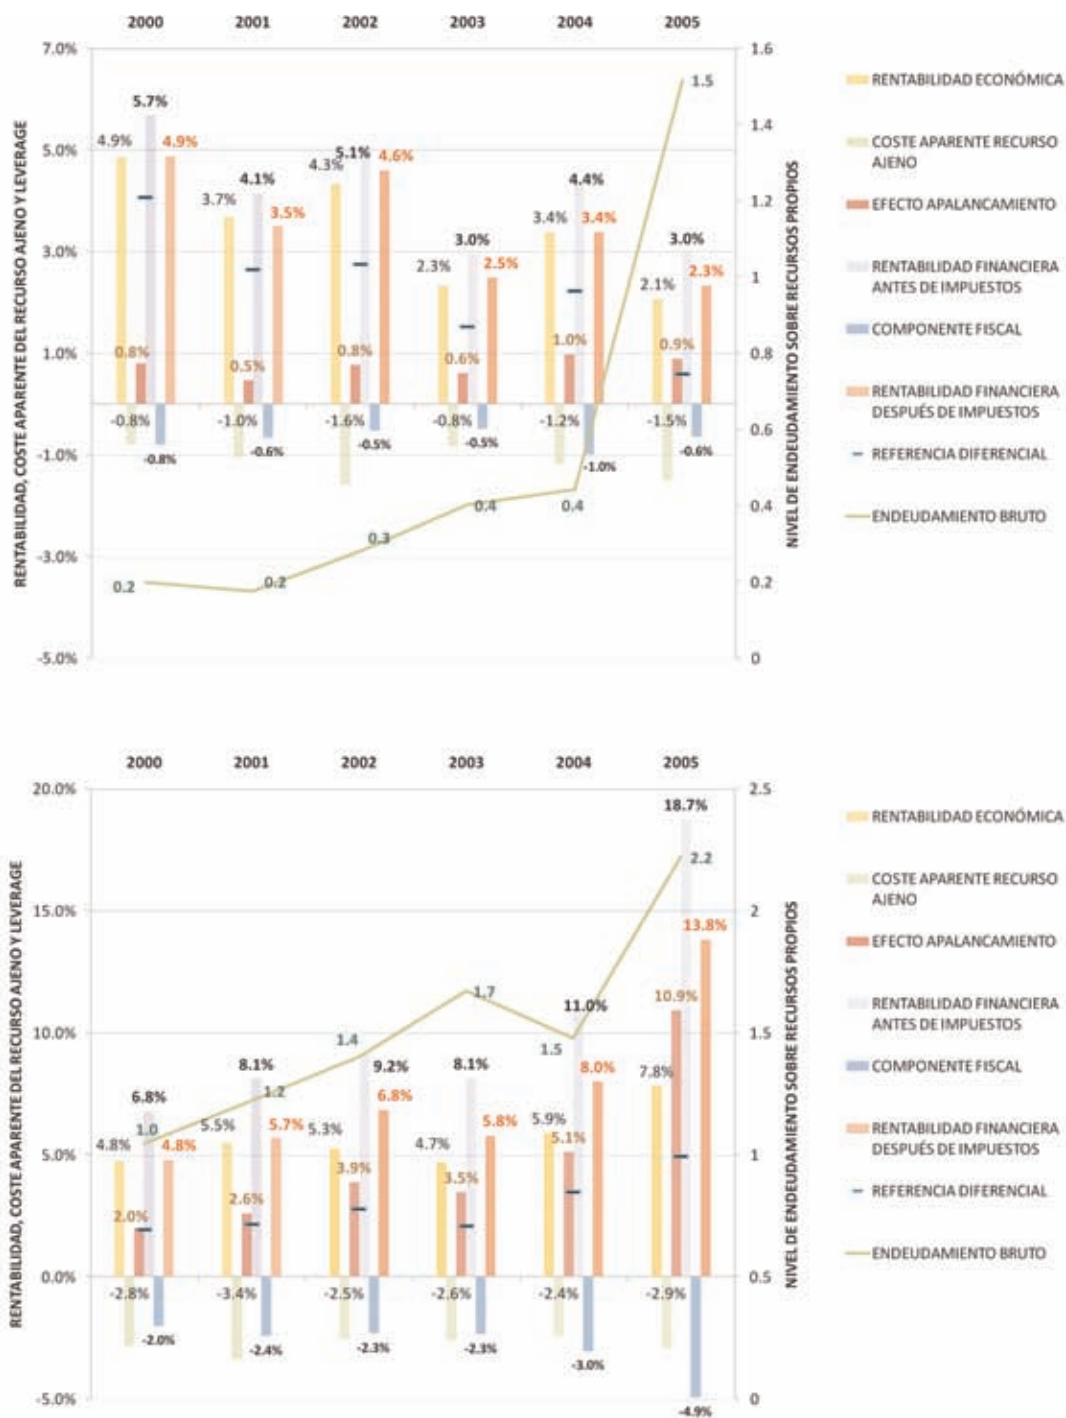 2000 2001 2002 2003 2004 2005
RENTABILIDAD, COSTE APARENTE DEL RECURSO AJENO Y LEVERAGE
7.0%
5.0%
3.0%
1.0%
-1.0%
-3.0%
-5.0%
4.9% 5.7% 4.9%
0.8%
-0.8%
-0.8%
0.2
3.7% 4.1% 3.5%
0.5%
-1.0%
-0.6%
0.2
4.3% 5.1% 4.6%
0.8%
-1.6%
-0.5%
0.3
2.3% 3.0% 2.5%
0.6%
-0.8%
-0.5%
0.4
3.4% 4.4% 3.4%
1.0%
-1.2%
-1.0%
0.4
1.5
2.1% 3.0% 2.3%
0.9%
-1.5%
-0.6%
1.6
1.4
1.2
1
0.8
0.6
0.4
0.2
0
NIVEL DE ENDEUDAMIENTO SOBRE RECURSOS PROPIOS
RENTABILIDAD ECONÓMICA
COSTE APARENTE RECURSO
AJENO
EFECTO APALANCAMIENTO
RENTABILIDAD FINANCIERA
ANTES DE IMPUESTOS
COMPONENTE FISCAL
RENTABILIDAD FINANCIERA
DESPUÉS DE IMPUESTOS
REFERENCIA DIFERENCIAL
ENDEUDAMIENTO BRUTO
2000 2001 2002 2003 2004 2005
RENTABILIDAD, COSTE APARENTE DEL RECURSO AJENO Y LEVERAGE
20.0%
15.0%
10.0%
5.0%
0.0%
-5.0%
6.8%
1.0
4.8% 4.8%
2.0%
-2.8%
-2.0%
8.1%
1.2
5.5% 5.7%
2.6%
-3.4%
-2.4%
1.4
9.2%
5.3% 6.8%
3.9%
-2.5%
-2.3%
1.7
8.1%
4.7% 5.8%
3.5%
-2.6%
-2.3%
11.0%
1.5
5.9% 8.0%
5.1%
-2.4%
-3.0%
18.7%
2.2
13.8%
10.9%
7.8%
-2.9%
-4.9%
2.5
2
1.5
1
0.5
0
NIVEL DE ENDEUDAMIENTO SOBRE RECURSOS PROPIOS
RENTABILIDAD ECONÓMICA
COSTE APARENTE RECURSO
AJENO
EFECTO APALANCAMIENTO
RENTABILIDAD FINANCIERA
ANTES DE IMPUESTOS
COMPONENTE FISCAL
RENTABILIDAD FINANCIERA
DESPUÉS DE IMPUESTOS
REFERENCIA DIFERENCIAL
ENDEUDAMIENTO BRUTO